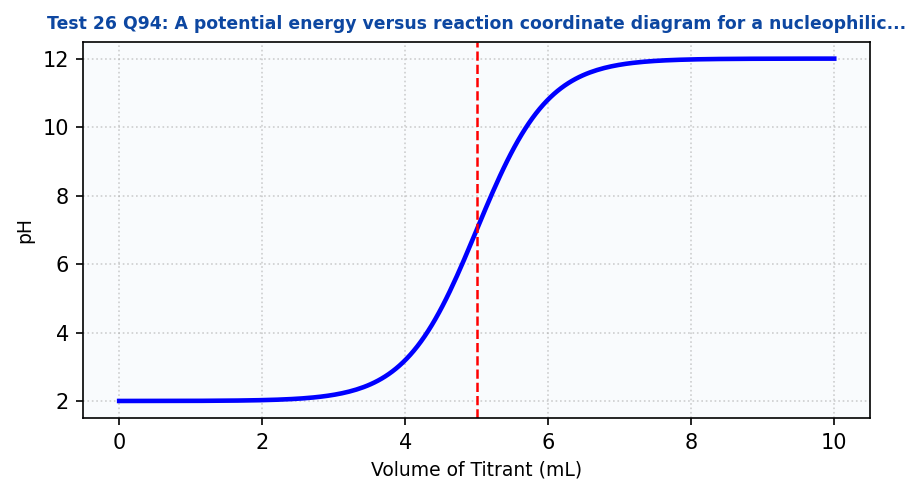 Test 26 Q94: A potential energy versus reaction coordinate diagram for a nucleophilic...
12
10
8
6
4
2
pH
0 2 4 6 8 10
Volume of Titrant (mL)